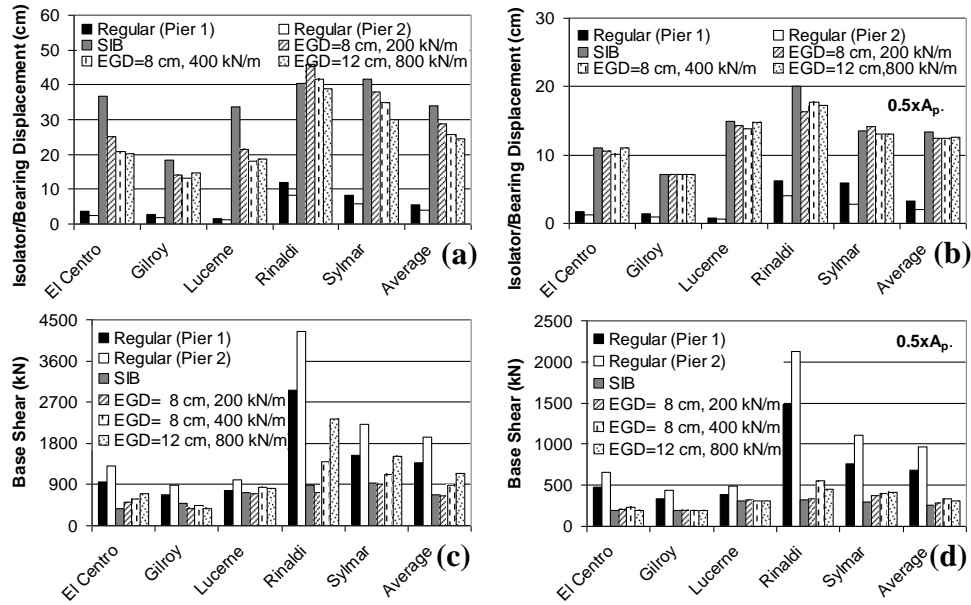 Isolator/Bearing Displacement (cm)
60
50
40
30
20
10
0
Regular (Pier 1)
Regular (Pier 2)
SIB
EGD=8 cm, 200 kN/m
EGD=8 cm, 400 kN/m
EGD=12 cm, 800 kN/m
El Centro
Gilroy
Lucerne
Rinaldi
Sylmar
Average
(a)
Isolator/Bearing Displacement (cm)
30
20
10
0
Regular (Pier 1)
Regular (Pier 2)
SIB
EGD=8 cm, 200 kN/m
EGD=8 cm, 400 kN/m
EGD=12 cm,800 kN/m
0.5xAp.
El Centro
Gilroy
Lucerne
Rinaldi
Sylmar
Average
(b)
Base Shear (kN)
4500
3600
2700
1800
900
0
Regular (Pier 1)
Regular (Pier 2)
SIB
EGD= 8 cm, 200 kN/m
EGD= 8 cm, 400 kN/m
EGD=12 cm, 800 kN/m
El Centro
Gilroy
Lucerne
Rinaldi
Sylmar
Average
(c)
Base Shear (kN)
2500
2000
1500
1000
500
0
Regular (Pier 1)
Regular (Pier 2)
SIB
EGD= 8 cm, 200 kN/m
EGD= 8 cm, 400 kN/m
EGD=12 cm, 800 kN/m
0.5xAp.
El Centro
Gilroy
Lucerne
Rinaldi
Sylmar
Average
(d)